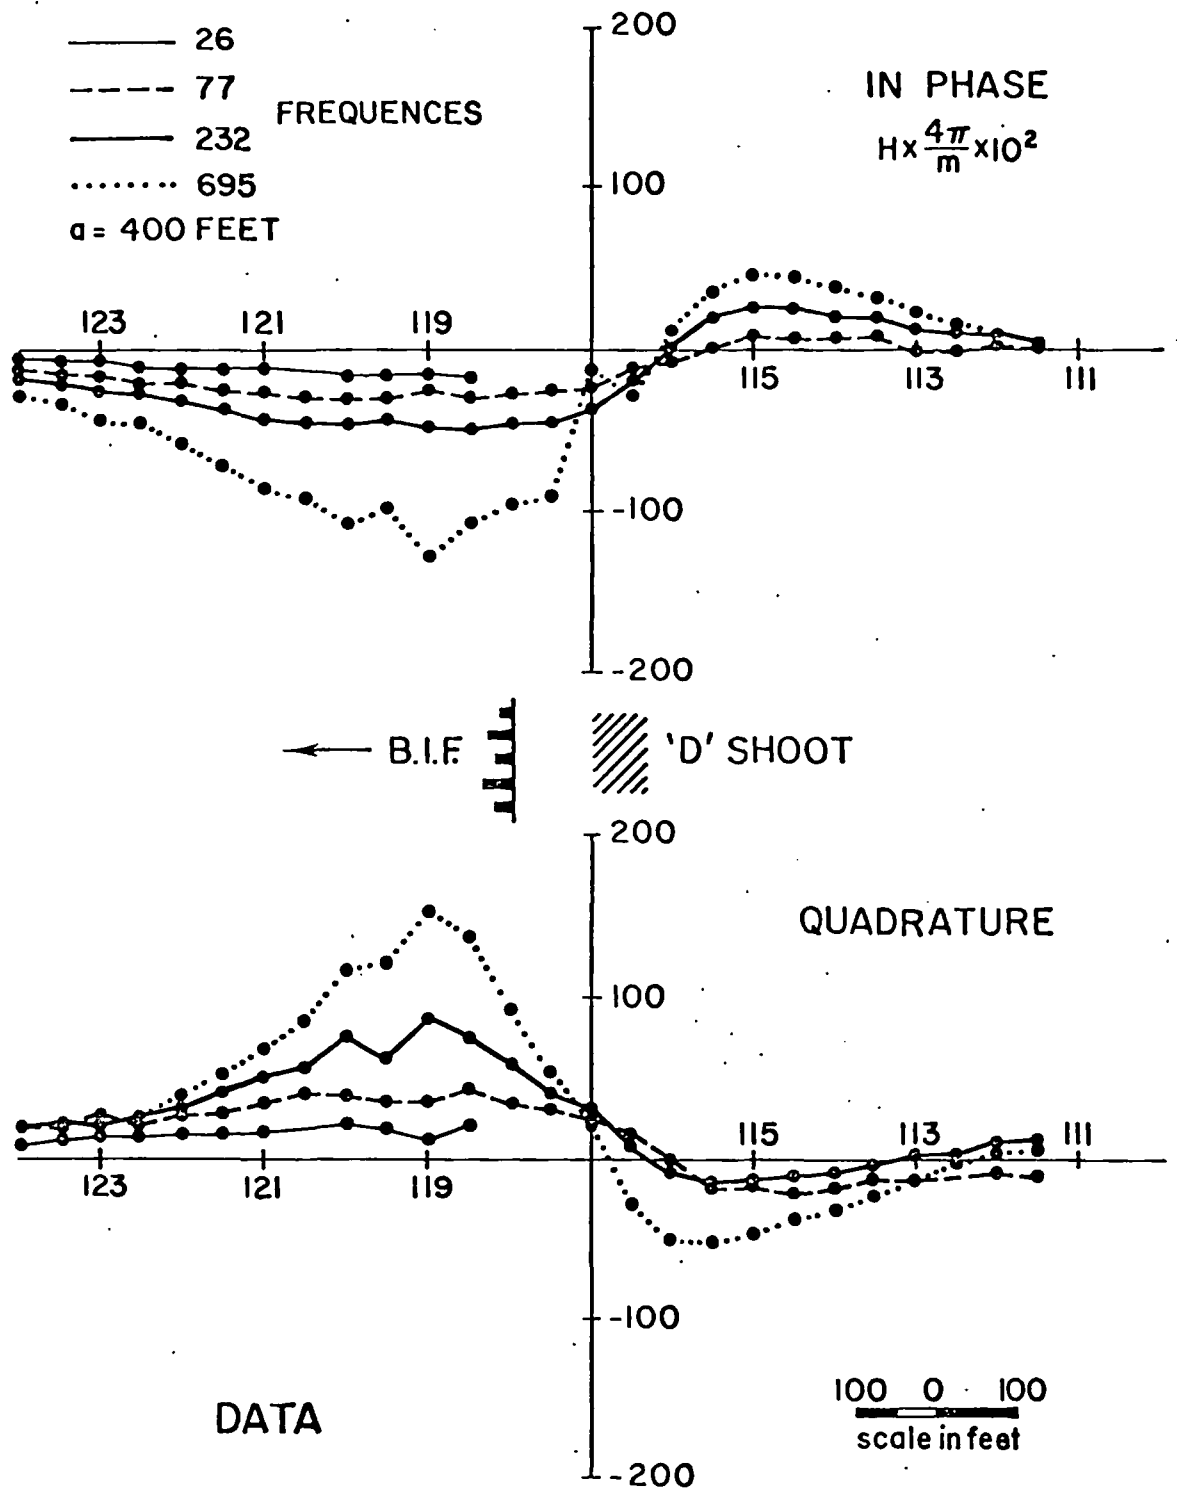 26
77
FREQUENCES
232
695
a = 400 FEET
200
IN PHASE
H x 4π/m x 10²
100
123 121 119
115 113 111
-100
-200
B.I.F. 'D' SHOOT
200
QUADRATURE
100
115 113 111
123 121 119
-100
100 0 100
scale in feet
DATA
-200